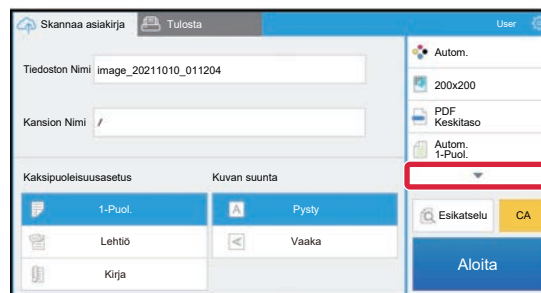 Skannaa asiakirja
Tulosta
User
Tiedoston Nimi
image_20211010_011204
Kansion Nimi
/
Kaksipuoleisuusasetus
1-Puol.
Lehtiö
Kirja
Kuvan suunta
A
Pysty
A
Vaaka
Autom.
200x200
PDF
Keskitaso
Autom.
1-Puol.
Esikatselu
CA
Aloita